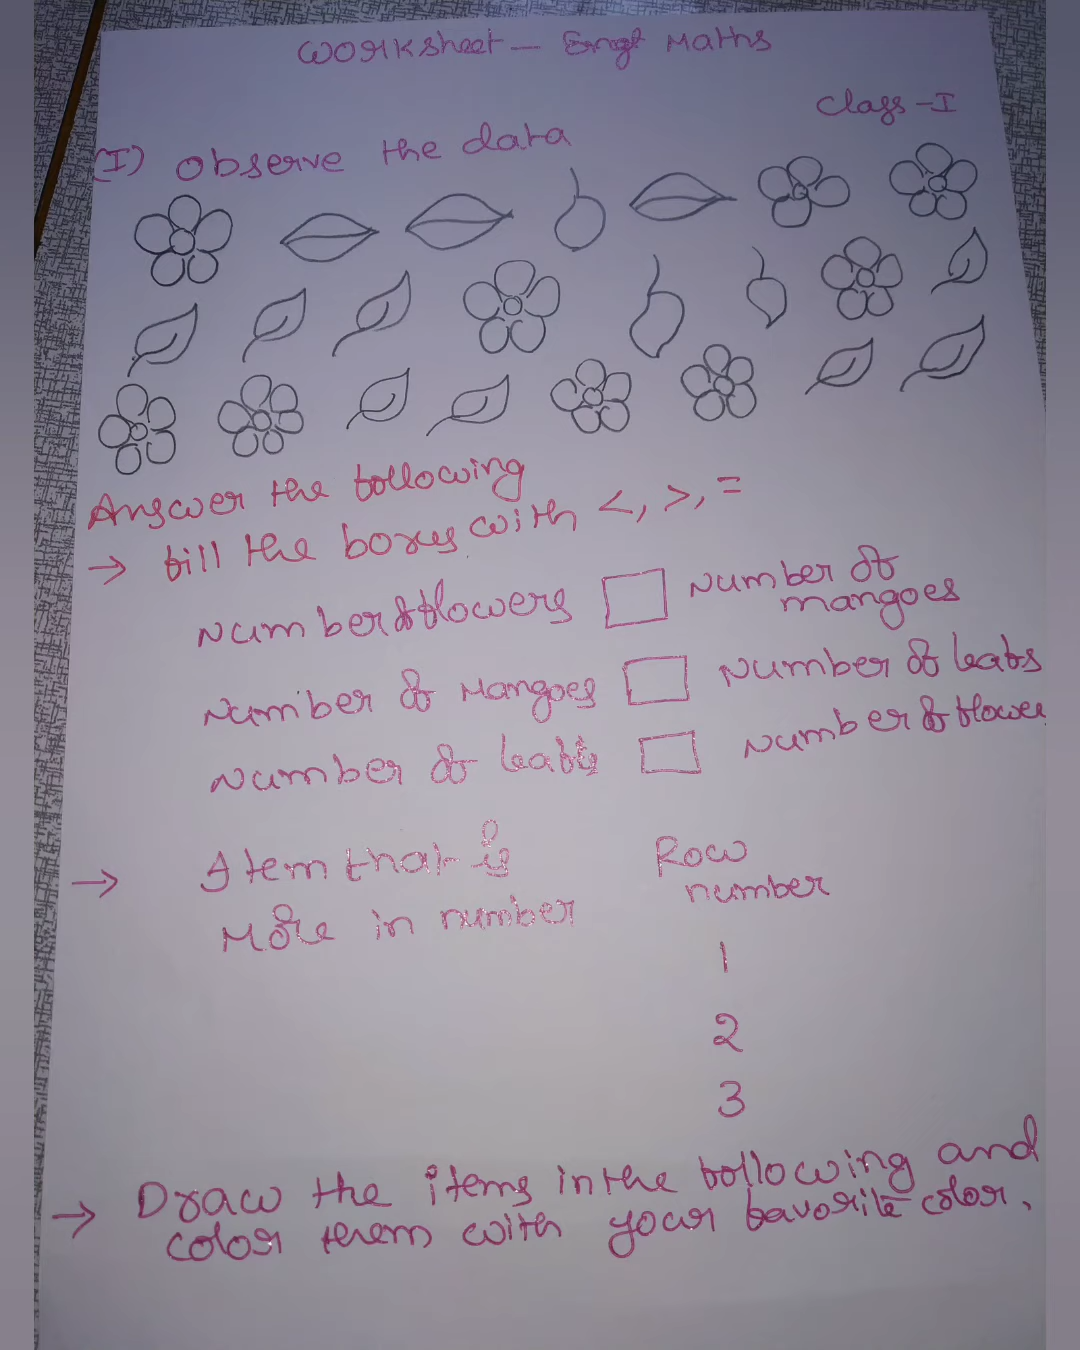 Worksheet - Engt Maths
Class-I
(I) Observe the data
Answer the following
→ fill the boxes with <, >, =
Number of flowers □ Number of mangoes
Number of Mangoes □ Number of leafs
Number of leafs □ Number of flowe
→ Item that is Row
More in number number
1
2
3
→ Draw the items in the following and
color them with your favorite color.